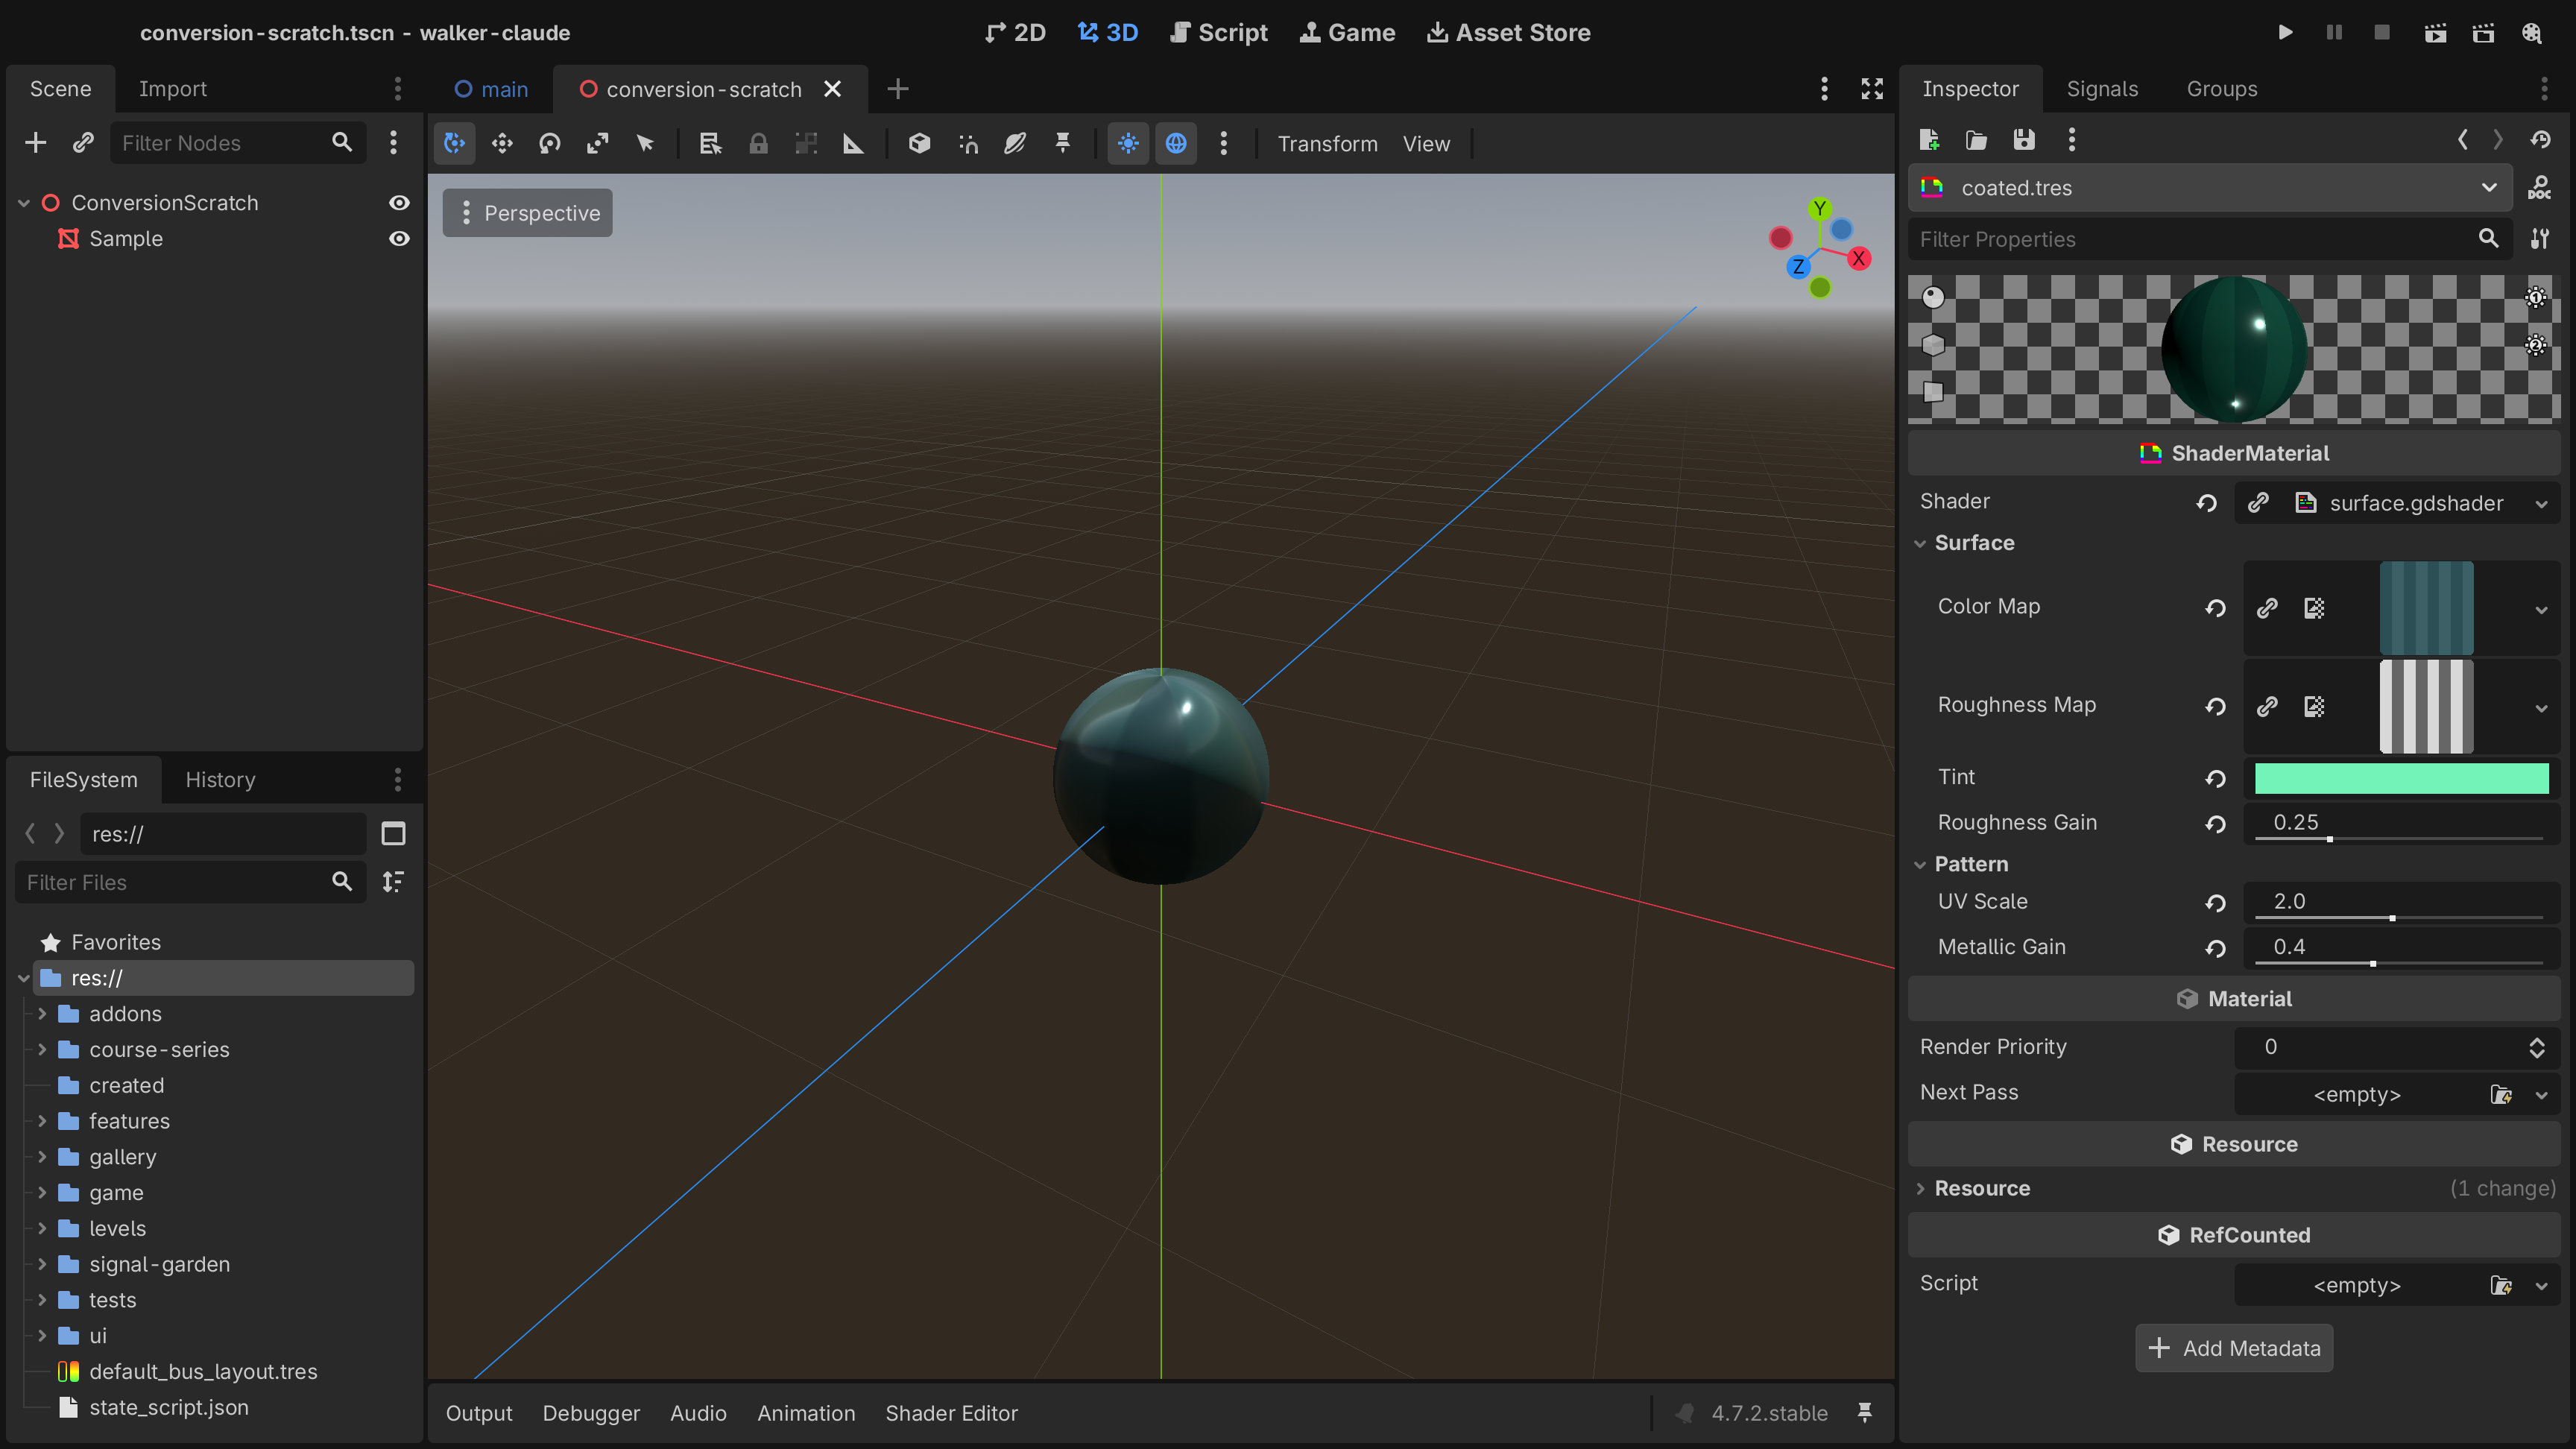 conversion-scratch.tscn - walker-claude
2D
3D
Script
Game
Asset Store
Scene
Import
Filter Nodes
ConversionScratch
Sample
main
conversion-scratch
Transform
View
Perspective
Y
X
Z
FileSystem
History
res://
Filter Files
Favorites
res://
addons
course-series
created
features
gallery
game
levels
signal-garden
tests
ui
default_bus_layout.tres
state_script.json
Output
Debugger
Audio
Animation
Shader Editor
4.7.2.stable
Inspector
Signals
Groups
coated.tres
DOC
Filter Properties
1
2
ShaderMaterial
Shader
surface.gdshader
Surface
Color Map
Roughness Map
Tint
Roughness Gain
0.25
Pattern
UV Scale
2.0
Metallic Gain
0.4
Material
Render Priority
0
Next Pass
<empty>
Resource
Resource
(1 change)
RefCounted
Script
<empty>
Add Metadata